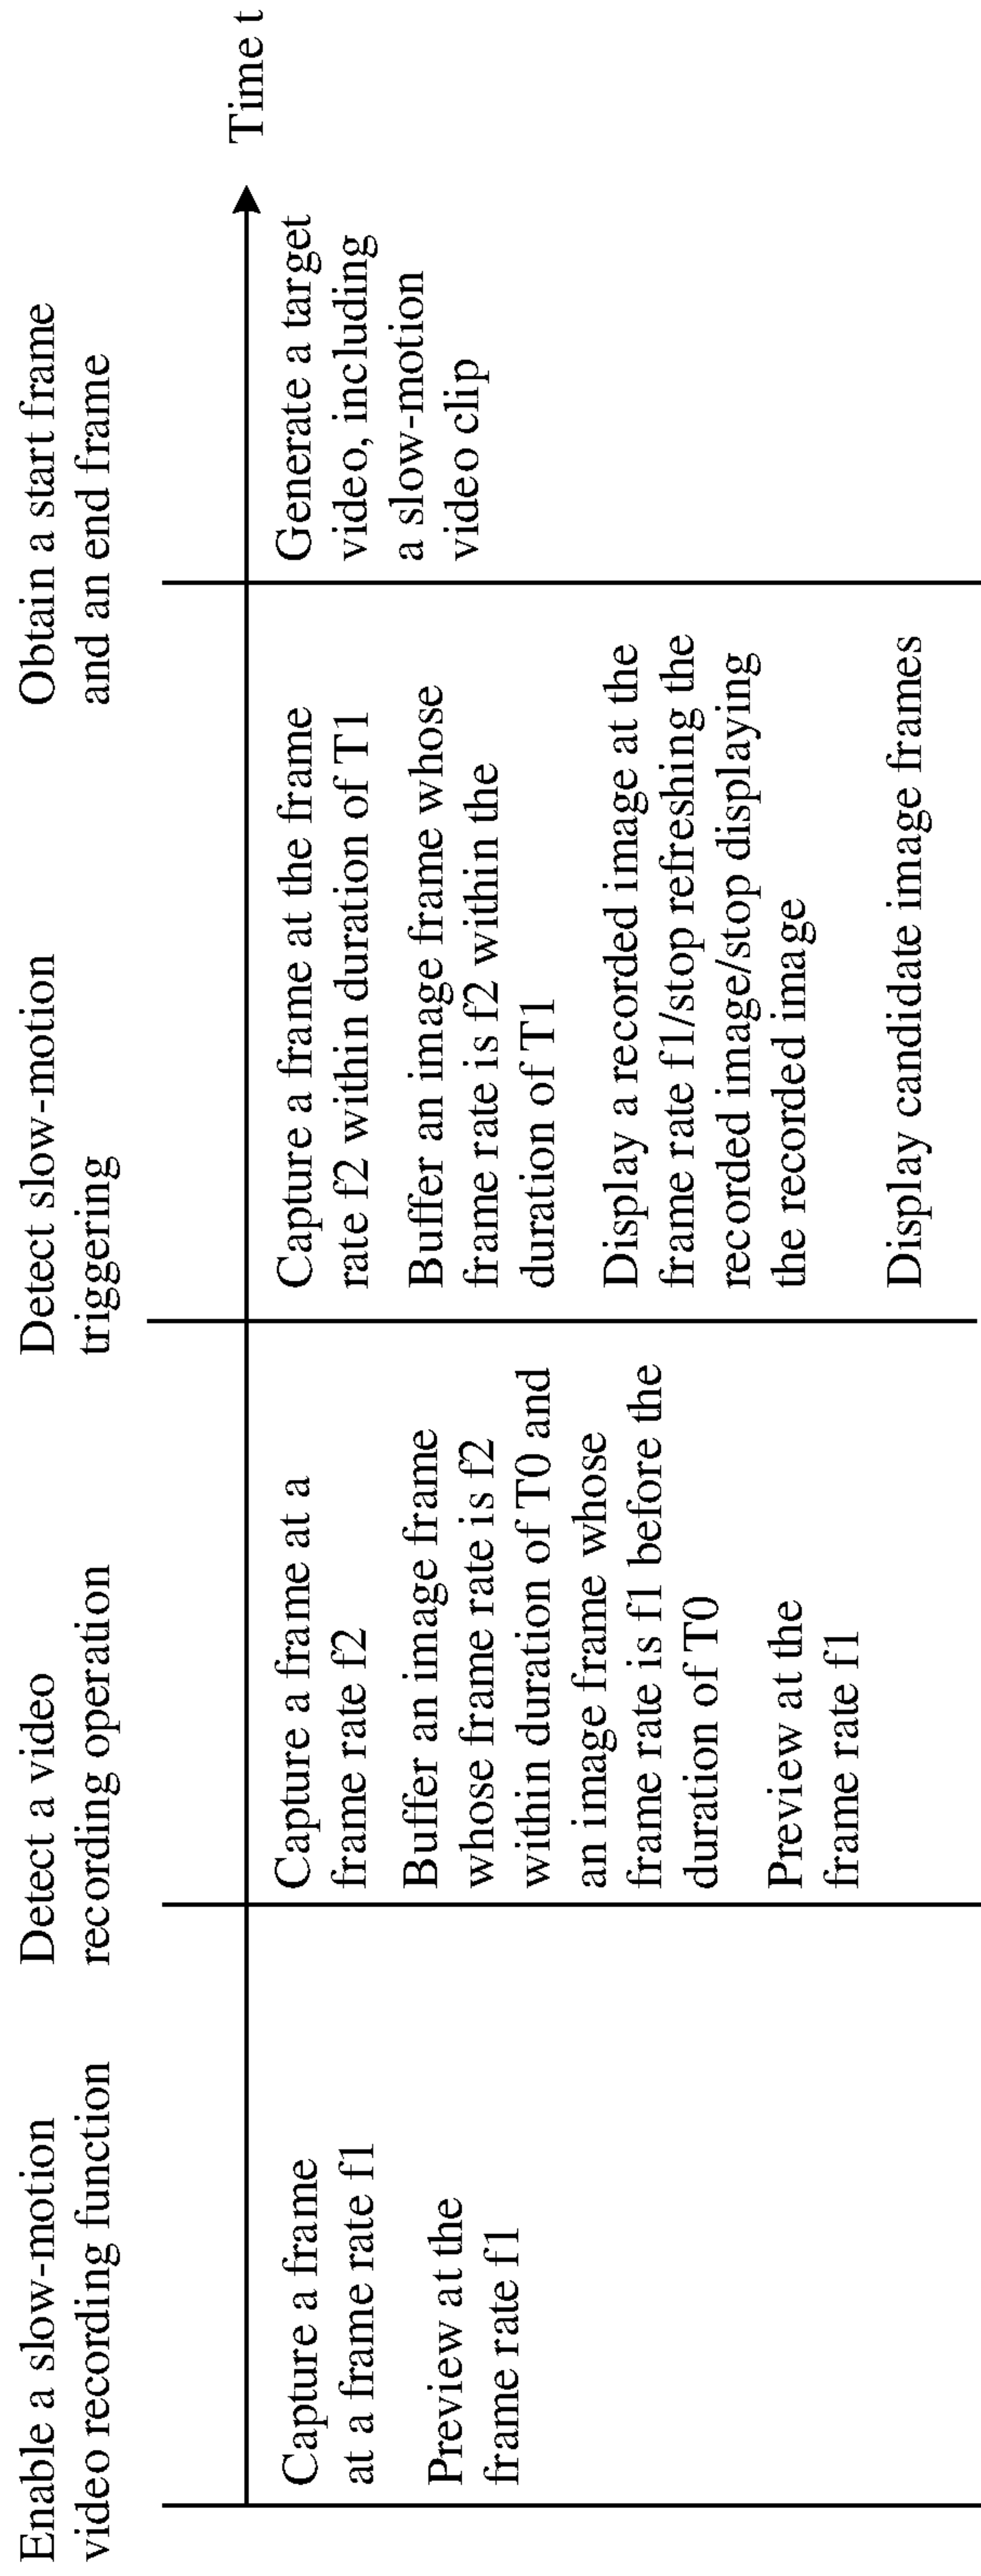 Enable a slow-motion
video recording function
Detect a video
recording operation
Detect slow-motion
triggering
Obtain a start frame
and an end frame
Time t
Capture a frame
at a frame rate f1
Preview at the
frame rate f1
Capture a frame at a
frame rate f2
Buffer an image frame
whose frame rate is f2
within duration of T0 and
an image frame whose
frame rate is f1 before the
duration of T0
Preview at the
frame rate f1
Capture a frame at the frame
rate f2 within duration of T1
Buffer an image frame whose
frame rate is f2 within the
duration of T1
Display a recorded image at the
frame rate f1/stop refreshing the
recorded image/stop displaying
the recorded image
Display candidate image frames
Generate a target
video, including
a slow-motion
video clip